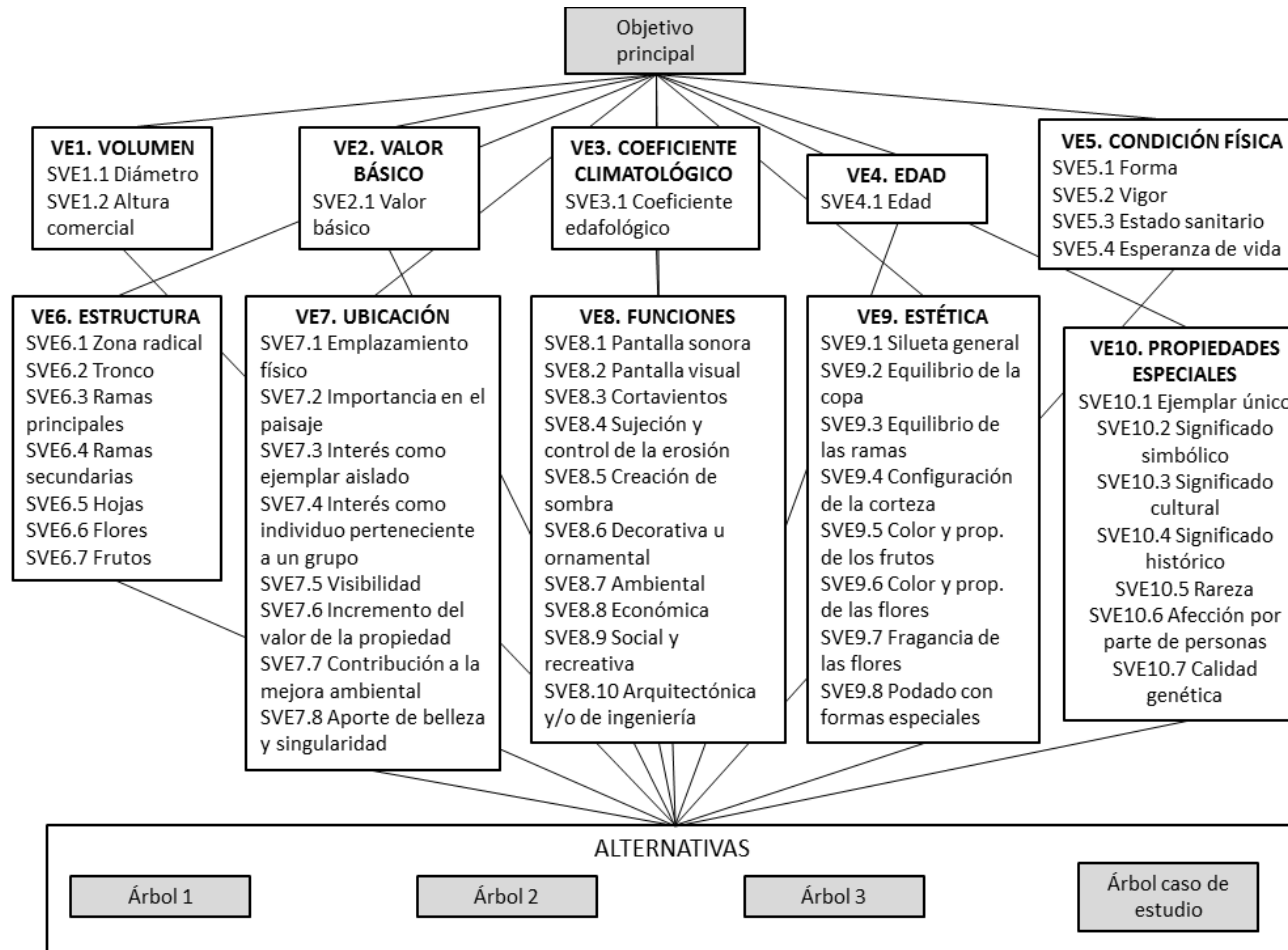 Objetivo
principal
VE1. VOLUMEN
SVE1.1 Diámetro
SVE1.2 Altura
comercial
VE2. VALOR
BÁSICO
SVE2.1 Valor
básico
VE3. COEFICIENTE
CLIMATOLÓGICO
SVE3.1 Coeficiente
edafológico
VE4. EDAD
SVE4.1 Edad
VE5. CONDICIÓN FÍSICA
SVE5.1 Forma
SVE5.2 Vigor
SVE5.3 Estado sanitario
SVE5.4 Esperanza de vida
VE6. ESTRUCTURA
SVE6.1 Zona radical
SVE6.2 Tronco
SVE6.3 Ramas
principales
SVE6.4 Ramas
secundarias
SVE6.5 Hojas
SVE6.6 Flores
SVE6.7 Frutos
VE7. UBICACIÓN
SVE7.1 Emplazamiento
físico
SVE7.2 Importancia en el
paisaje
SVE7.3 Interés como
ejemplar aislado
SVE7.4 Interés como
individuo perteneciente
a un grupo
SVE7.5 Visibilidad
SVE7.6 Incremento del
valor de la propiedad
SVE7.7 Contribución a la
mejora ambiental
SVE7.8 Aporte de belleza
y singularidad
VE8. FUNCIONES
SVE8.1 Pantalla sonora
SVE8.2 Pantalla visual
SVE8.3 Cortavientos
SVE8.4 Sujeción y
control de la erosión
SVE8.5 Creación de
sombra
SVE8.6 Decorativa u
ornamental
SVE8.7 Ambiental
SVE8.8 Económica
SVE8.9 Social y
recreativa
SVE8.10 Arquitectónica
y/o de ingeniería
VE9. ESTÉTICA
SVE9.1 Silueta general
SVE9.2 Equilibrio de la
copa
SVE9.3 Equilibrio de
las ramas
SVE9.4 Configuración
de la corteza
SVE9.5 Color y prop.
de los frutos
SVE9.6 Color y prop.
de las flores
SVE9.7 Fragancia de
las flores
SVE9.8 Podado con
formas especiales
VE10. PROPIEDADES
ESPECIALES
SVE10.1 Ejemplar único
SVE10.2 Significado
simbólico
SVE10.3 Significado
cultural
SVE10.4 Significado
histórico
SVE10.5 Rareza
SVE10.6 Afección por
parte de personas
SVE10.7 Calidad
genética
ALTERNATIVAS
Árbol 1
Árbol 2
Árbol 3
Árbol caso de
estudio